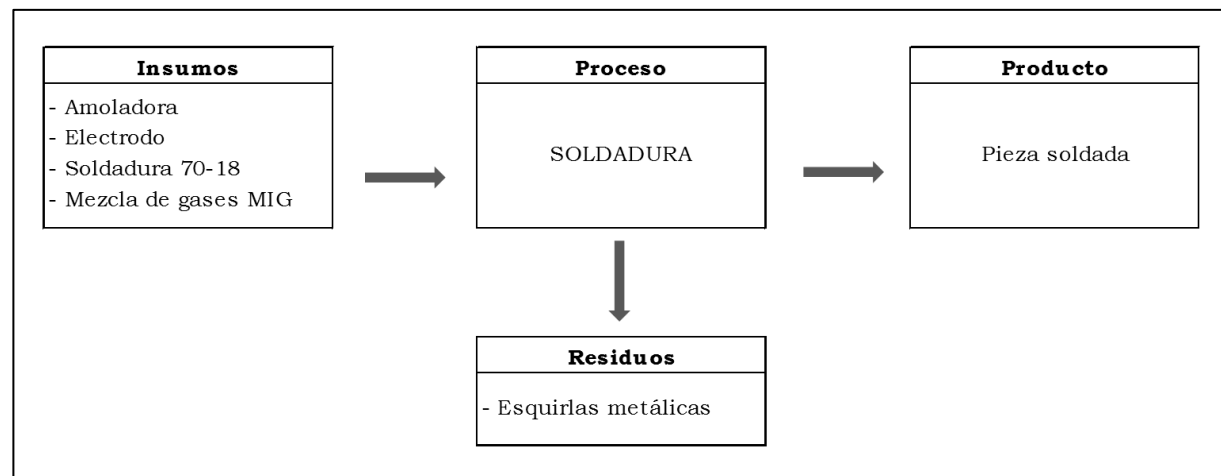 Insumos
- Amoladora
- Electrodo
- Soldadura 70-18
- Mezcla de gases MIG
Proceso
SOLDADURA
Producto
Pieza soldada
Residuos
- Esquirlas metálicas